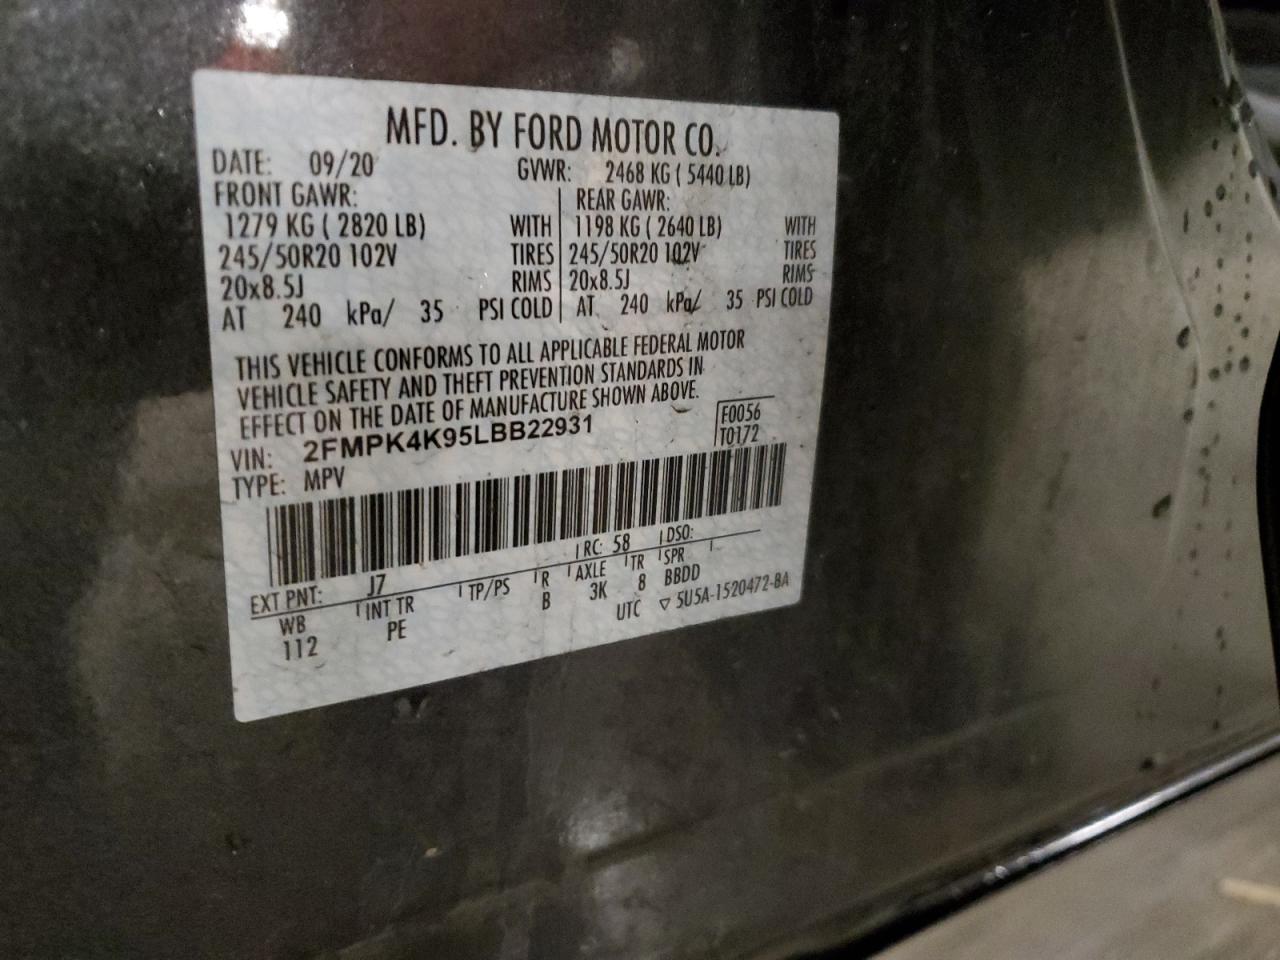 MFD. BY FORD MOTOR CO.
DATE: 09/20 GVWR: 2468 KG ( 5440 LB)
FRONT GAWR: REAR GAWR:
1279 KG ( 2820 LB) WITH 1198 KG ( 2640 LB) WITH
245/50R20 102V TIRES 245/50R20 102V TIRES
20x8.5J RIMS 20x8.5J RIMS
AT 240 kPa/ 35 PSI COLD AT 240 kPa/ 35 PSI COLD
THIS VEHICLE CONFORMS TO ALL APPLICABLE FEDERAL MOTOR
VEHICLE SAFETY AND THEFT PREVENTION STANDARDS IN
EFFECT ON THE DATE OF MANUFACTURE SHOWN ABOVE.
VIN: 2FMPK4K95LBB22931 F0056
TYPE: MPV T0172
EXT PNT: J7 RC: 58 DSO:
WB INT TR TP/PS R AXLE TR SPR
112 PE B 3K 8 BBDD
UTC ▽ 5U5A-1520472-BA